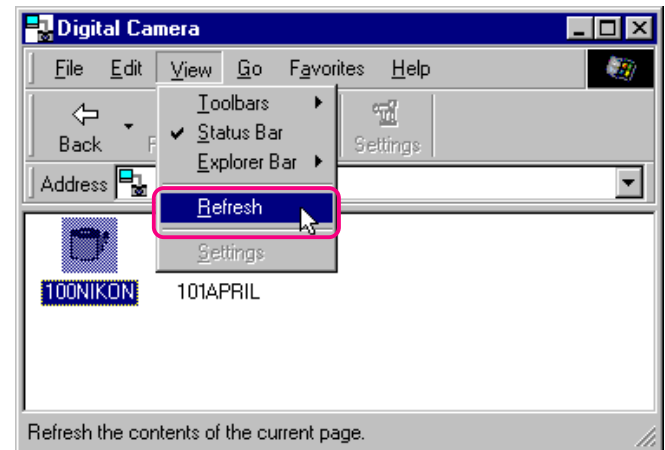 Digital Camera
File Edit View Go Favorites Help
Back Settings
Toolbars
Status Bar
Explorer Bar
Refresh
Settings
Address
100NIKON 101APRIL
Refresh the contents of the current page.